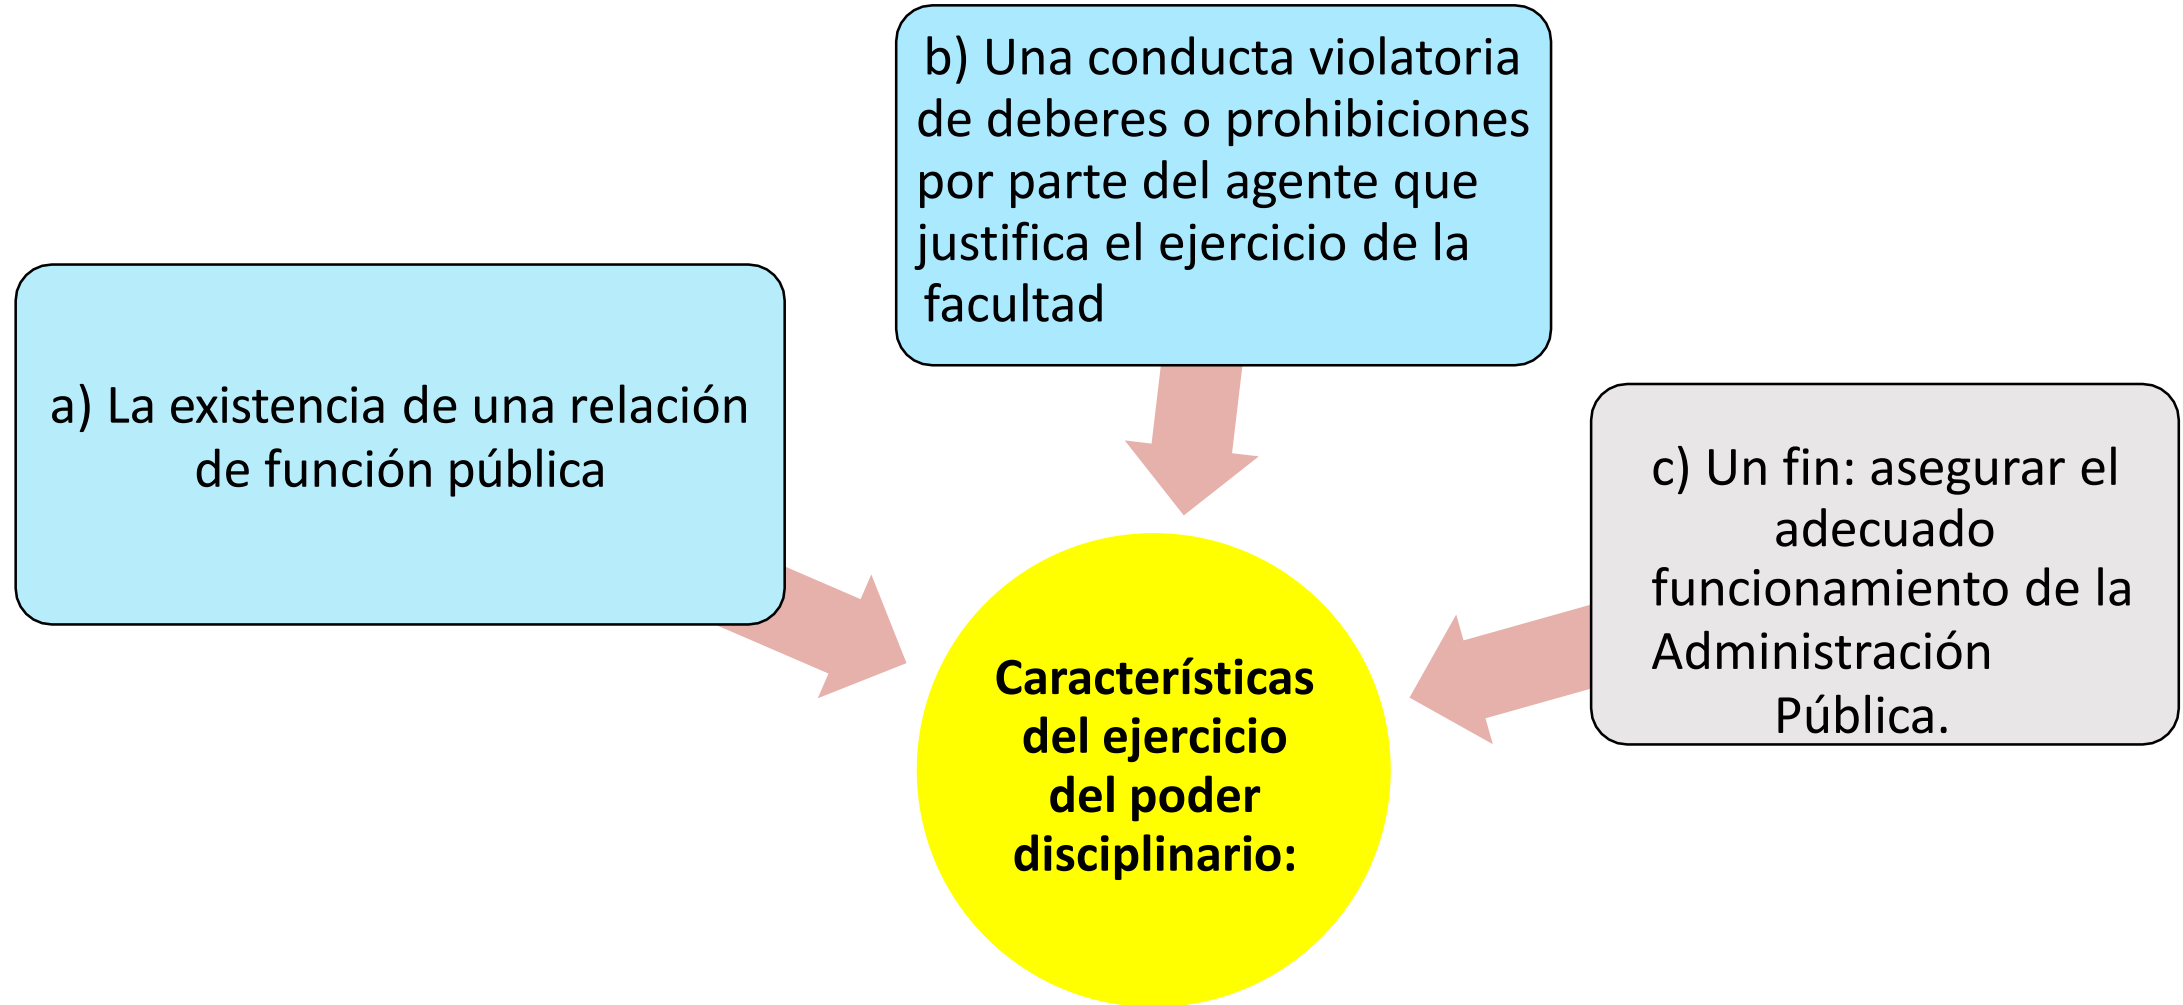 a) La existencia de una relación
de función pública
b) Una conducta violatoria
de deberes o prohibiciones
por parte del agente que
justifica el ejercicio de la
facultad
c) Un fin: asegurar el
adecuado
funcionamiento de la
Administración
Pública.
Características
del ejercicio
del poder
disciplinario: